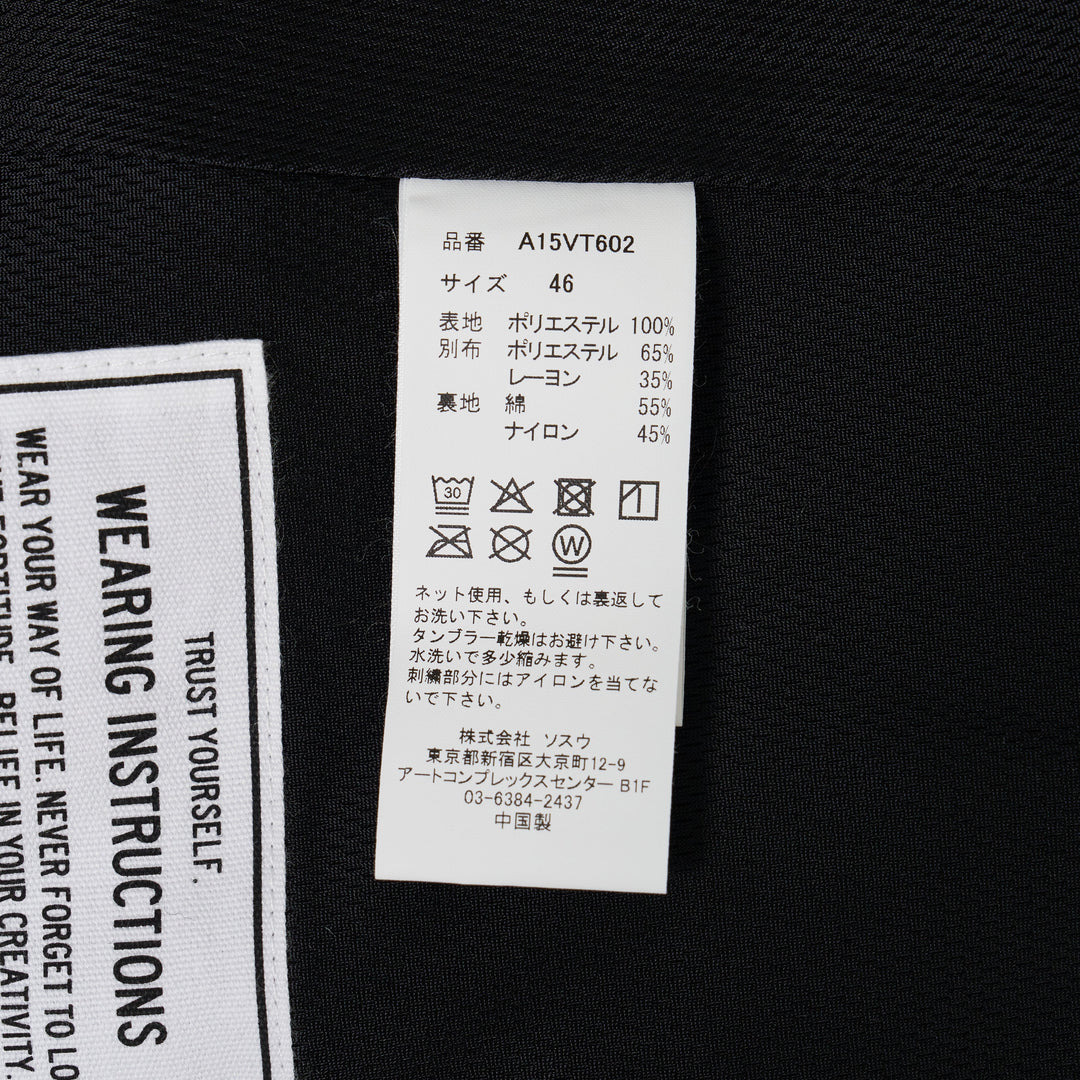 品番 A15VT602
サイズ 46
表地 ポリエステル 100%
別布 ポリエステル 65%
レーヨン 35%
裏地 綿 55%
ナイロン 45%
30
W
ネット使用、もしくは裏返して
お洗い下さい。
タンブラー乾燥はお避け下さい。
水洗いで多少縮みます。
刺繍部分にはアイロンを当てな
いで下さい。
株式会社 ソスウ
東京都新宿区大京町12-9
アートコンプレックスセンター B1F
03-6384-2437
中国製
TRUST YOURSELF.
WEARING INSTRUCTIONS
WEAR YOUR WAY OF LIFE. NEVER FORGET TO LO
FORTITUDE, BELIEF IN YOUR CREATIVITY.